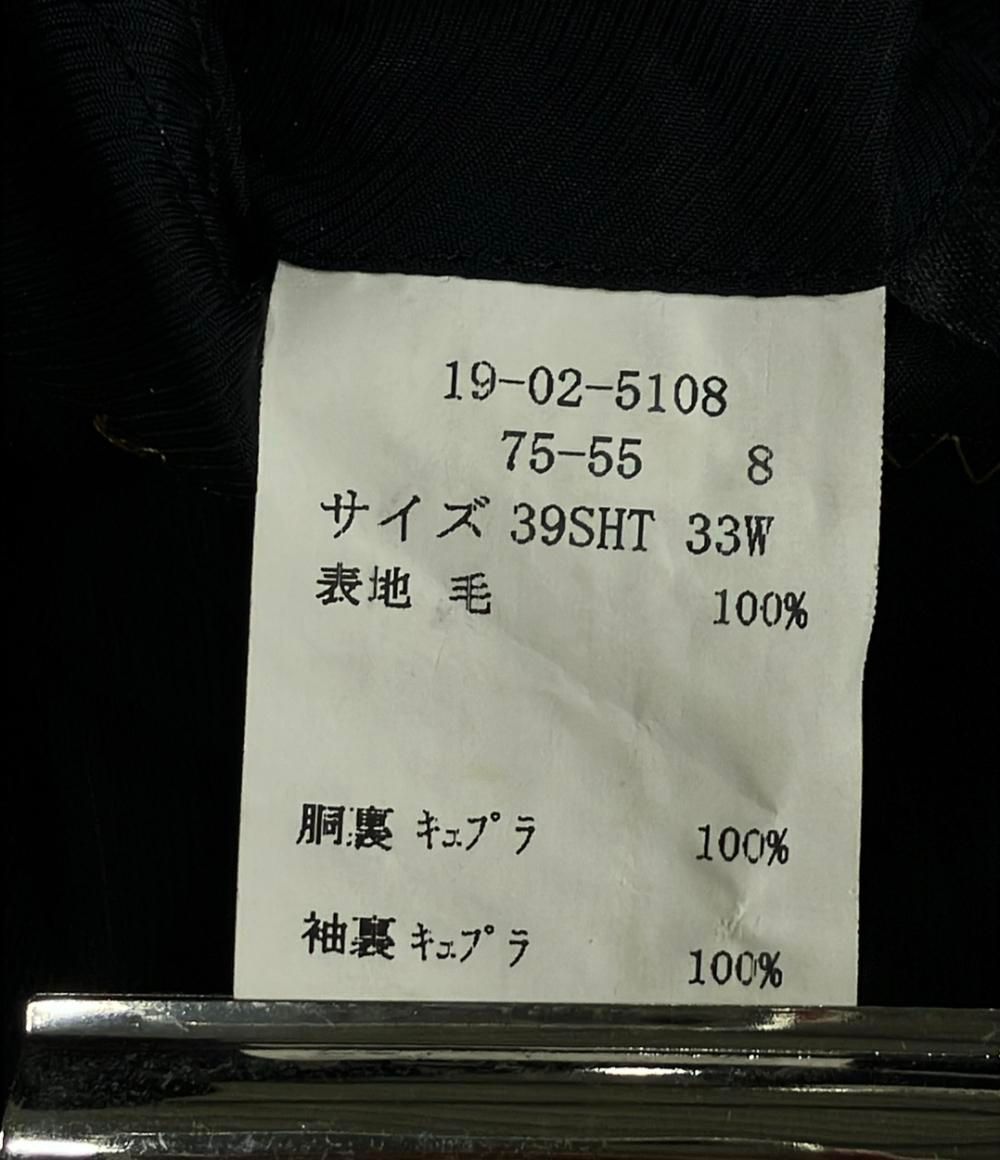 19-02-5108
75-55 8
サイズ 39SHT 33W
表地 毛 100%
胴裏 ｷｭﾌﾟﾗ 100%
袖裏 ｷｭﾌﾟﾗ 100%